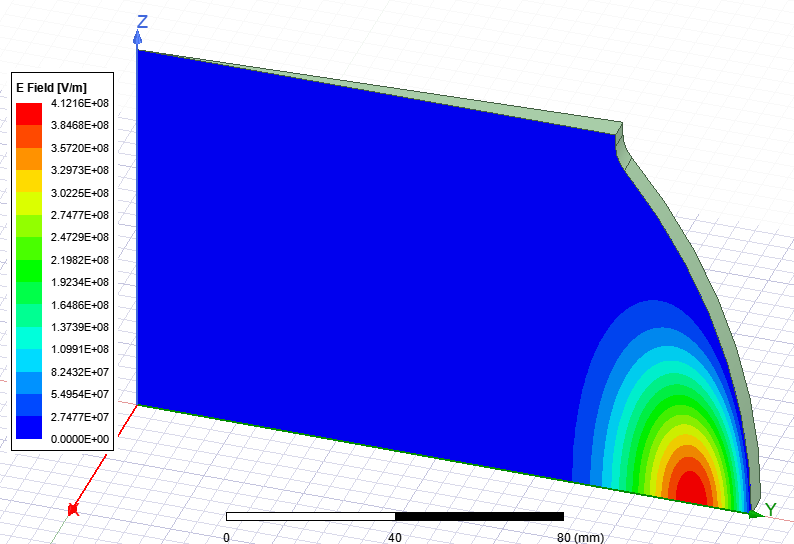 Z
E Field [V/m]
4.1216E+08
3.8468E+08
3.5720E+08
3.2973E+08
3.0225E+08
2.7477E+08
2.4729E+08
2.1982E+08
1.9234E+08
1.6486E+08
1.3739E+08
1.0991E+08
8.2432E+07
5.4954E+07
2.7477E+07
0.0000E+00
X
Y
0 40 80 (mm)